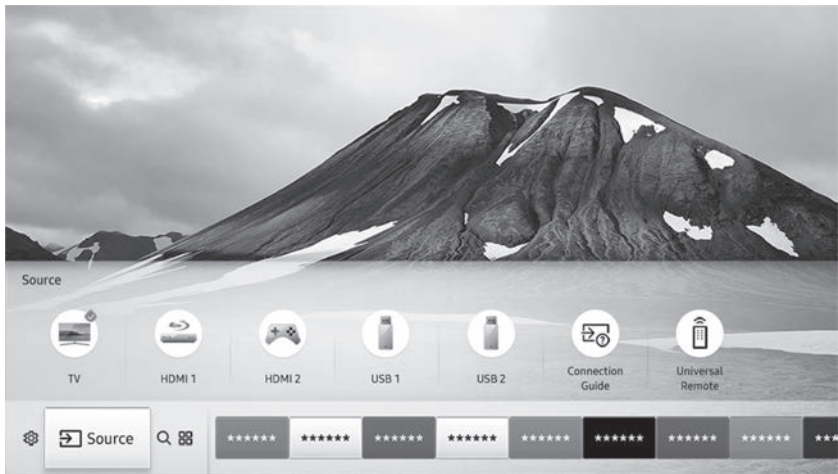 Source
TV
HDMI 1
HDMI 2
USB 1
USB 2
Connection
Guide
Universal
Remote
Source
****** ****** ****** ****** ****** ****** ****** ****** ***